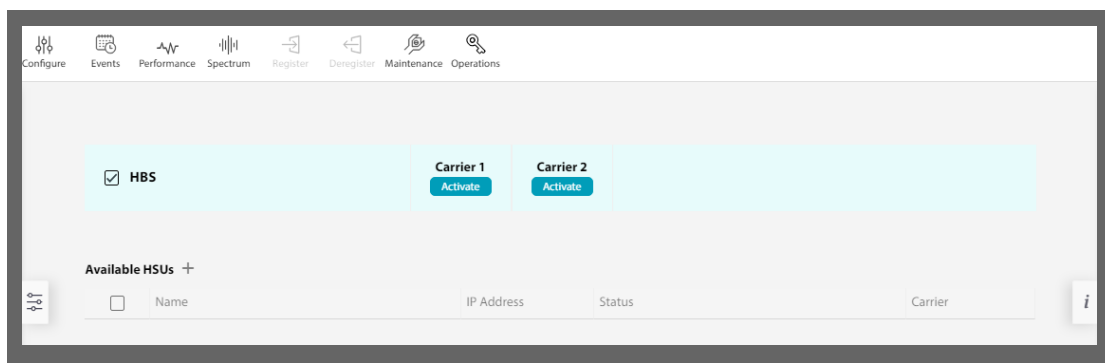 Configure Events Performance Spectrum Register Deregister Maintenance Operations
HBS
Carrier 1 Carrier 2
Activate Activate
Available HSUs +
Name IP Address Status Carrier
i